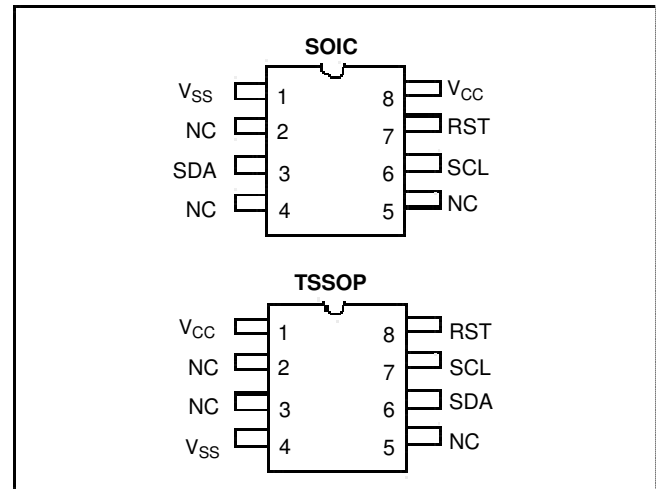 SOIC
VSS 1 8 VCC
NC 2 7 RST
SDA 3 6 SCL
NC 4 5 NC
TSSOP
VCC 1 8 RST
NC 2 7 SCL
NC 3 6 SDA
VSS 4 5 NC